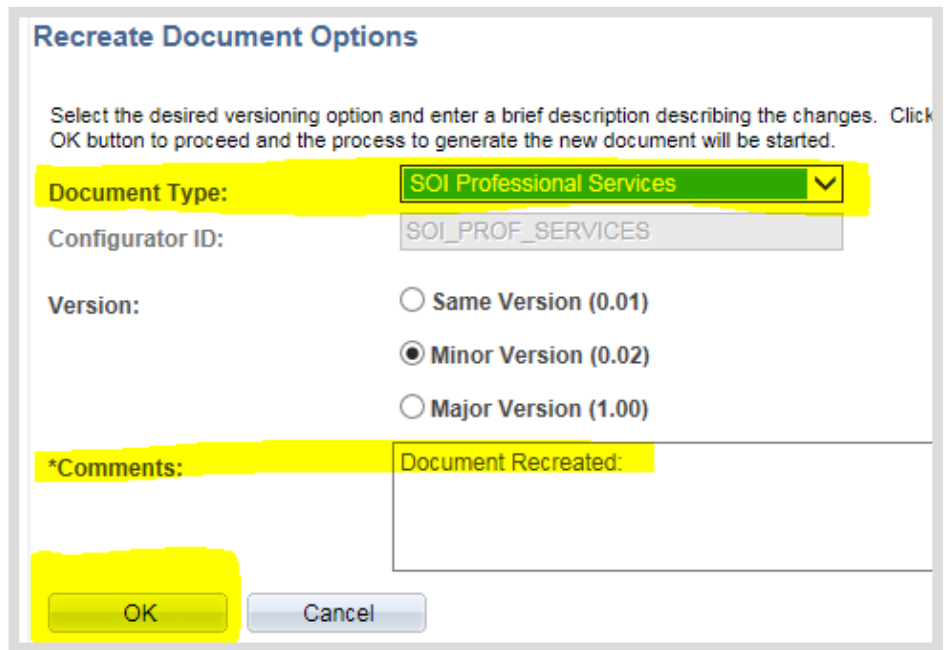 Recreate Document Options
Select the desired versioning option and enter a brief description describing the changes. Click
OK button to proceed and the process to generate the new document will be started.
Document Type: SOI Professional Services
Configurator ID: SOI_PROF_SERVICES
Version: Same Version (0.01)
Minor Version (0.02)
Major Version (1.00)
*Comments: Document Recreated:
OK Cancel